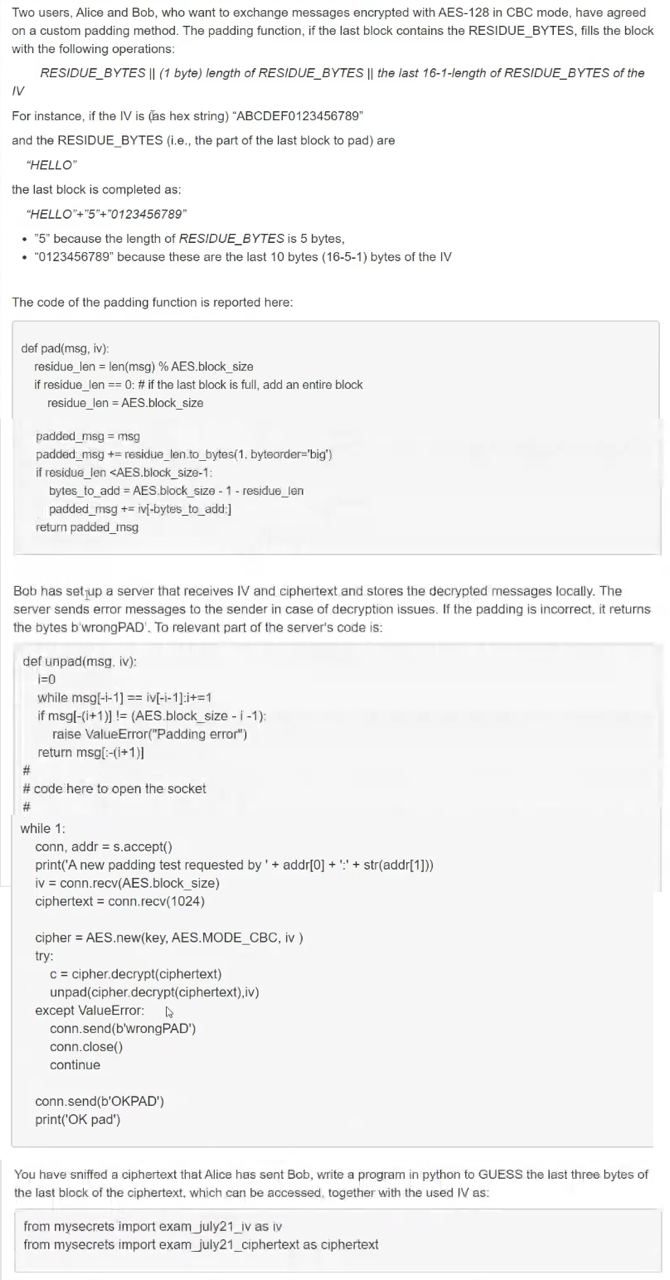 Two users, Alice and Bob, who want to exchange messages encrypted with AES-128 in CBC mode, have agreed
on a custom padding method. The padding function, if the last block contains the RESIDUE_BYTES, fills the block
with the following operations:
RESIDUE_BYTES || (1 byte) length of RESIDUE_BYTES || the last 16-1-length of RESIDUE_BYTES of the
IV
For instance, if the IV is (as hex string) “ABCDEF0123456789”
and the RESIDUE_BYTES (i.e., the part of the last block to pad) are
“HELLO”
the last block is completed as:
“HELLO”+”5”+”0123456789”
• ”5” because the length of RESIDUE_BYTES is 5 bytes,
• “0123456789” because these are the last 10 bytes (16-5-1) bytes of the IV
The code of the padding function is reported here:
def pad(msg, iv):
residue_len = len(msg) % AES.block_size
if residue_len == 0: # if the last block is full, add an entire block
residue_len = AES.block_size
padded_msg = msg
padded_msg += residue_len.to_bytes(1, byteorder='big')
if residue_len <AES.block_size-1:
bytes_to_add = AES.block_size - 1 - residue_len
padded_msg += iv[-bytes_to_add:]
return padded_msg
Bob has set up a server that receives IV and ciphertext and stores the decrypted messages locally. The
server sends error messages to the sender in case of decryption issues. If the padding is incorrect, it returns
the bytes b'wrongPAD'. To relevant part of the server's code is:
def unpad(msg, iv):
i=0
while msg[-i-1] == iv[-i-1]:i+=1
if msg[-(i+1)] != (AES.block_size - i -1):
raise ValueError("Padding error")
return msg[:-(i+1)]
#
# code here to open the socket
#
while 1:
conn, addr = s.accept()
print('A new padding test requested by ' + addr[0] + ':' + str(addr[1]))
iv = conn.recv(AES.block_size)
ciphertext = conn.recv(1024)
cipher = AES.new(key, AES.MODE_CBC, iv )
try:
c = cipher.decrypt(ciphertext)
unpad(cipher.decrypt(ciphertext),iv)
except ValueError:
conn.send(b'wrongPAD')
conn.close()
continue
conn.send(b'OKPAD')
print('OK pad')
You have sniffed a ciphertext that Alice has sent Bob, write a program in python to GUESS the last three bytes of
the last block of the ciphertext, which can be accessed, together with the used IV as:
from mysecrets import exam_july21_iv as iv
from mysecrets import exam_july21_ciphertext as ciphertext